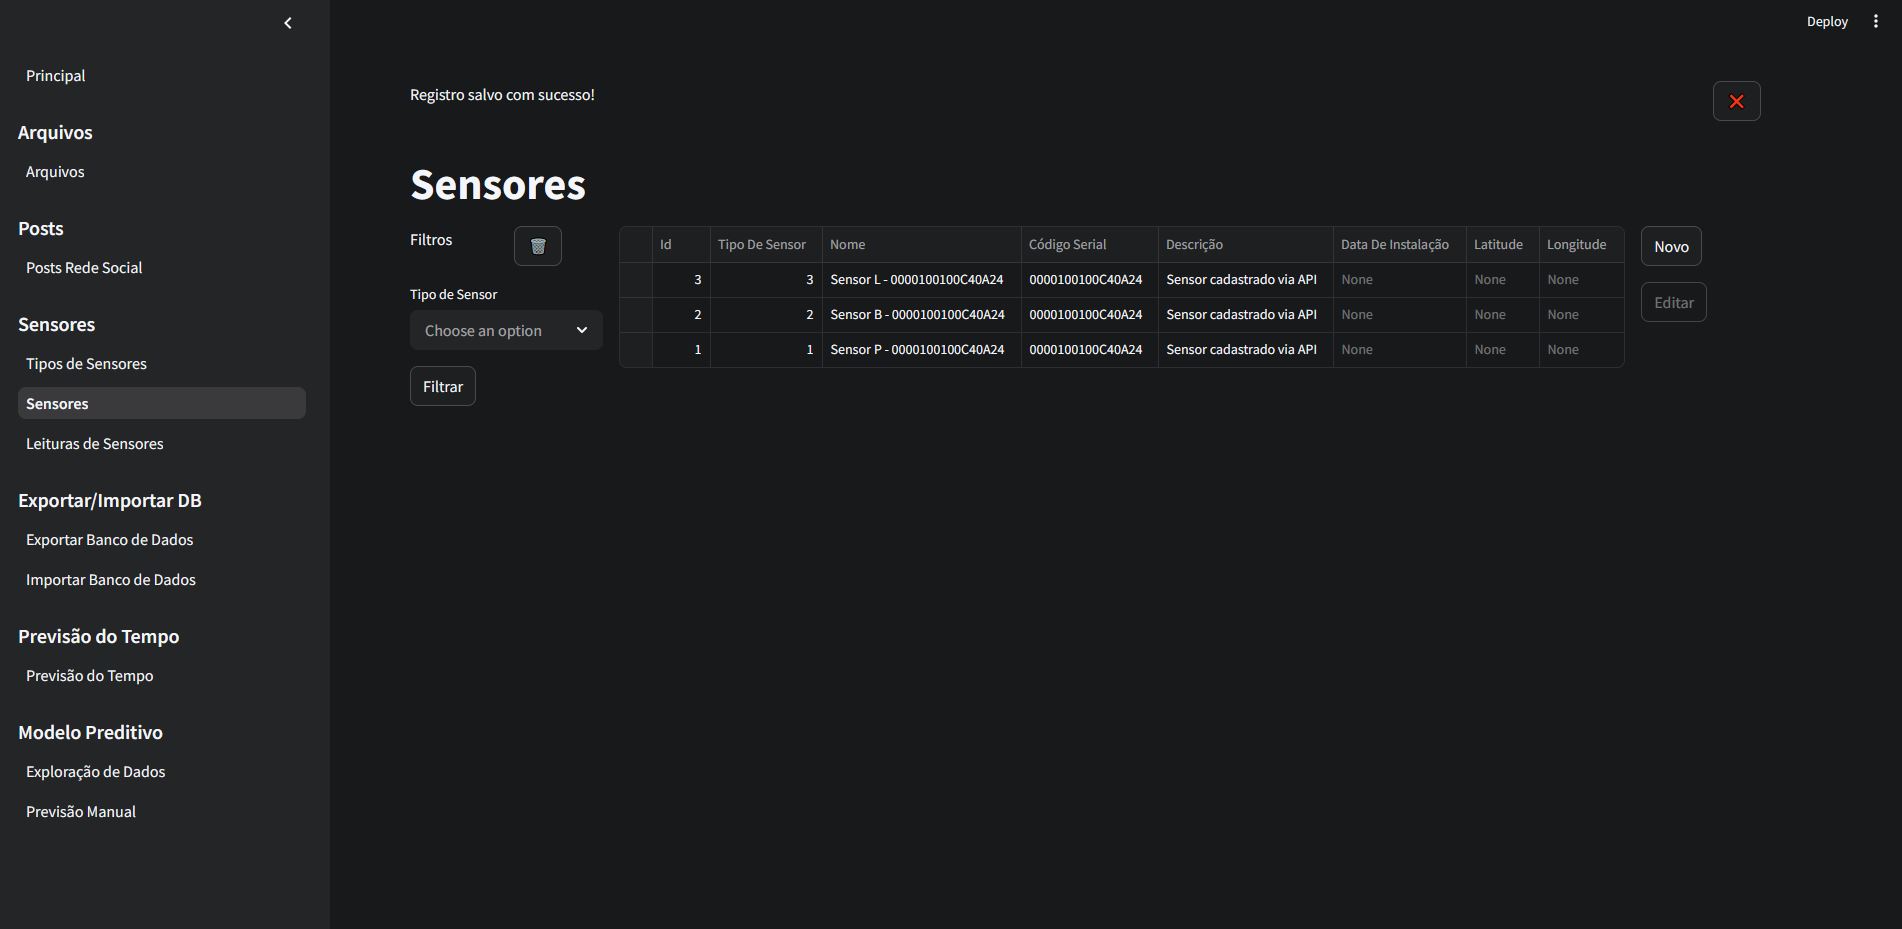 Deploy
Principal
Arquivos
Arquivos
Posts
Posts Rede Social
Sensores
Tipos de Sensores
Sensores
Leituras de Sensores
Exportar/Importar DB
Exportar Banco de Dados
Importar Banco de Dados
Previsão do Tempo
Previsão do Tempo
Modelo Preditivo
Exploração de Dados
Previsão Manual
Registro salvo com sucesso!
Sensores
Filtros
Tipo de Sensor
Choose an option
Filtrar
Id Tipo De Sensor Nome Código Serial Descrição Data De Instalação Latitude Longitude
3 3 Sensor L - 0000100100C40A24 0000100100C40A24 Sensor cadastrado via API None None None
2 2 Sensor B - 0000100100C40A24 0000100100C40A24 Sensor cadastrado via API None None None
1 1 Sensor P - 0000100100C40A24 0000100100C40A24 Sensor cadastrado via API None None None
Novo
Editar